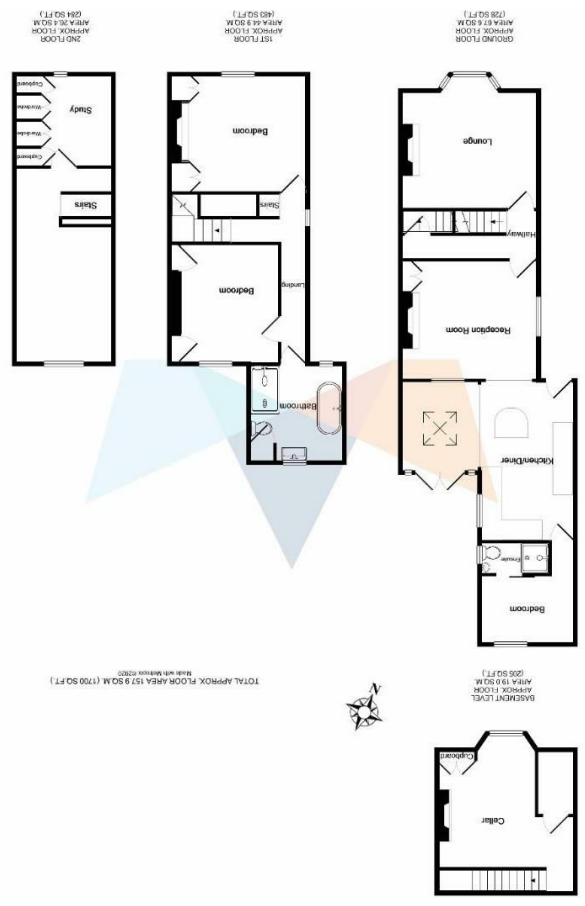 BASEMENT LEVEL
APPROX. FLOOR
AREA 19.0 SQ.M.
(205 SQ.FT.)
Cellar
Cupboard
N
TOTAL APPROX. FLOOR AREA 157.9 SQ.M. (1700 SQ.FT.)
Made with Metropix ©2020
Bedroom
Ensuite
Kitchen/Diner
Reception Room
Hallway
Lounge
GROUND FLOOR
APPROX. FLOOR
AREA 67.6 SQ.M.
(728 SQ.FT.)
Bathroom
Bedroom
Landing
Stairs
Bedroom
1ST FLOOR
APPROX. FLOOR
AREA 44.9 SQ.M.
(483 SQ.FT.)
Stairs
Cupboard
Wardrobe
Study
Wardrobe
Cupboard
2ND FLOOR
APPROX. FLOOR
AREA 26.4 SQ.M.
(284 SQ.FT.)